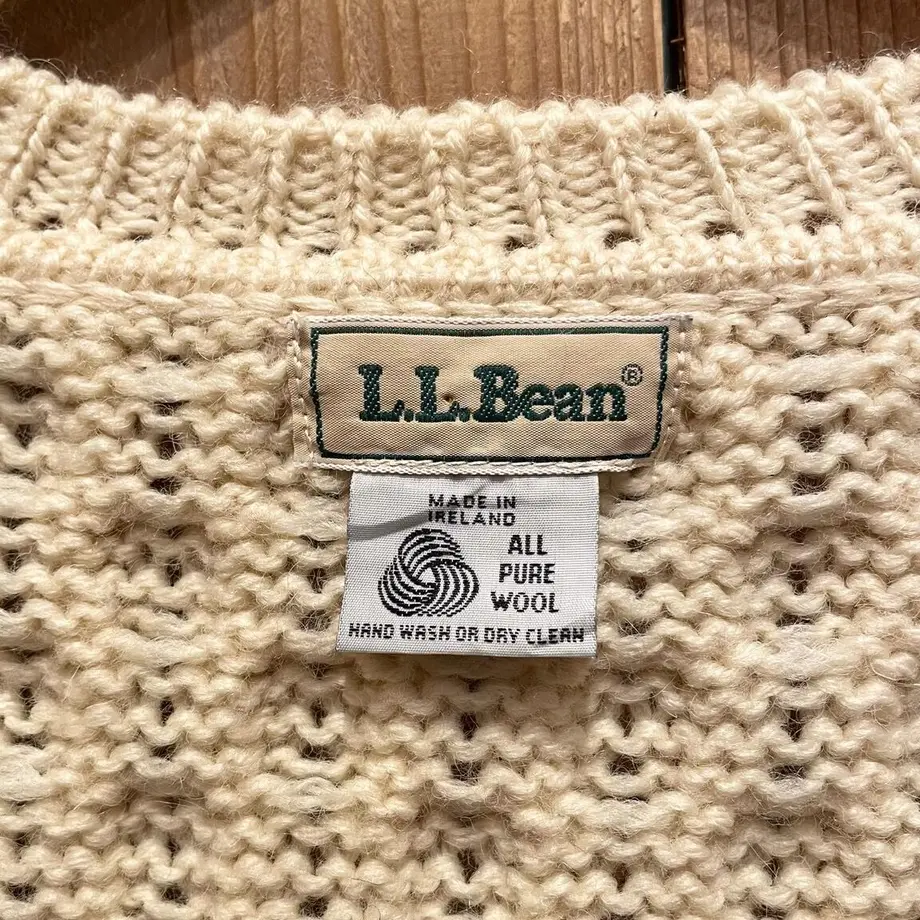 L.L.Bean®
MADE IN
IRELAND
ALL
PURE
WOOL
HAND WASH OR DRY CLEAN